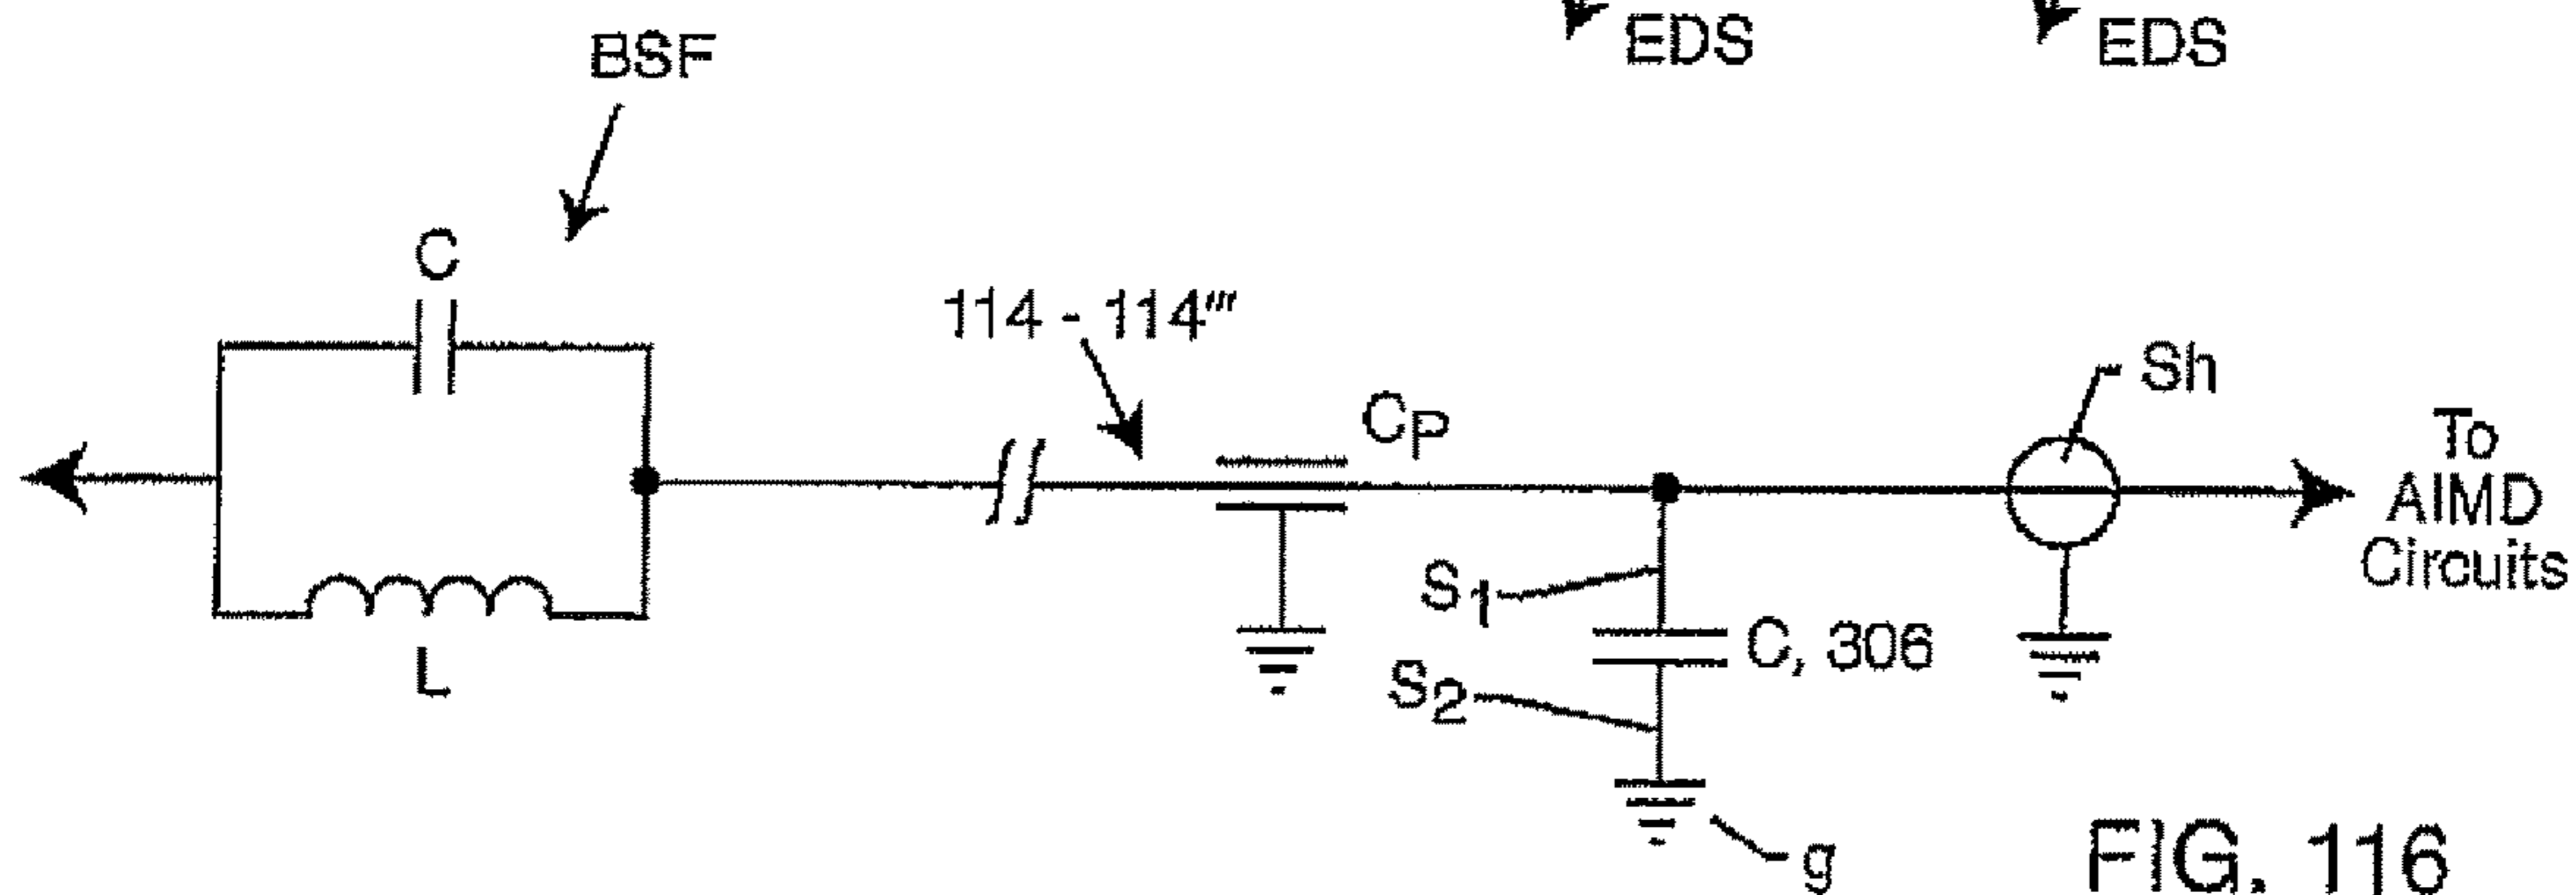 EDS
EDS
BSF
C
114 - 114‴
CP
Sh
To
AIMD
Circuits
S1
C, 306
S2
L
g
FIG. 116